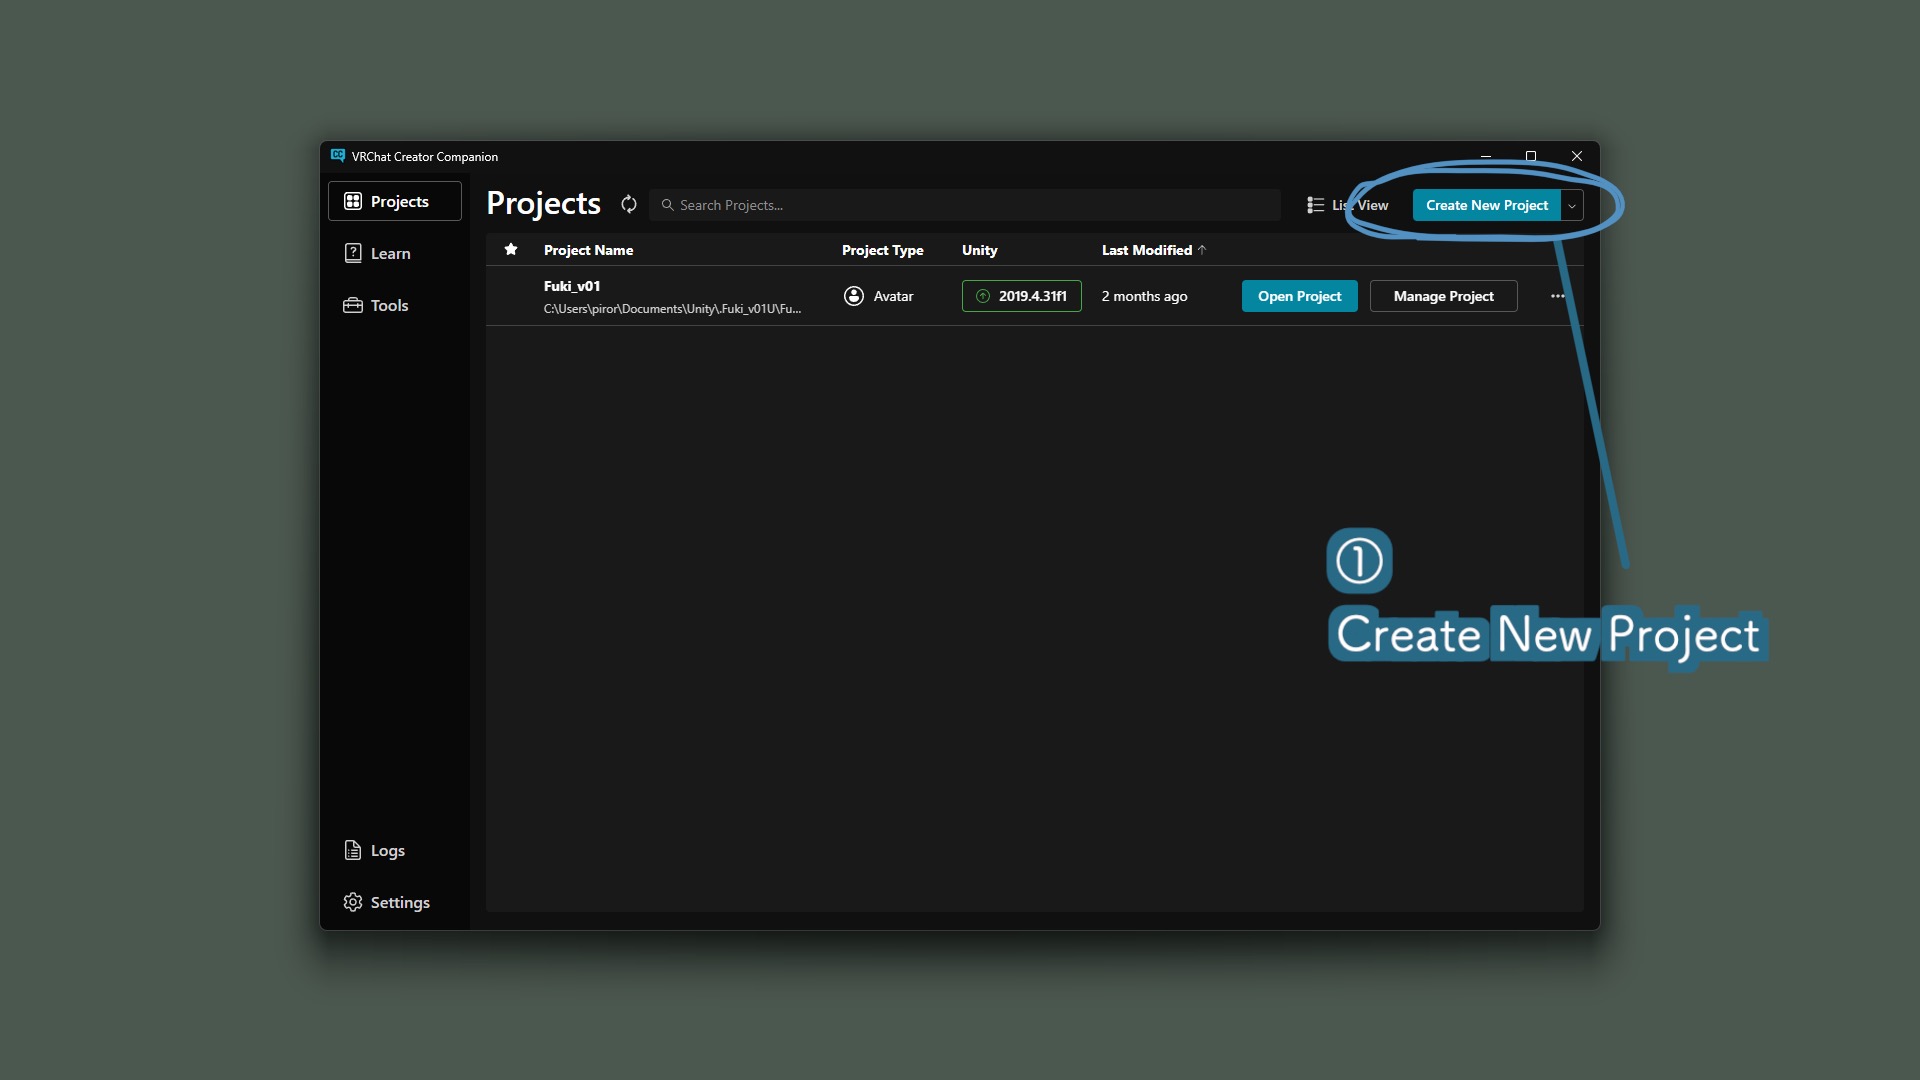 VRChat Creator Companion
Projects
Learn
Tools
Logs
Settings
Projects
Search Projects...
List View
Create New Project
Project Name Project Type Unity Last Modified
Fuki_v01
C:\Users\piror\Documents\Unity\.Fuki_v01U\Fu...
Avatar
2019.4.31f1
2 months ago
Open Project
Manage Project
①
Create New Project